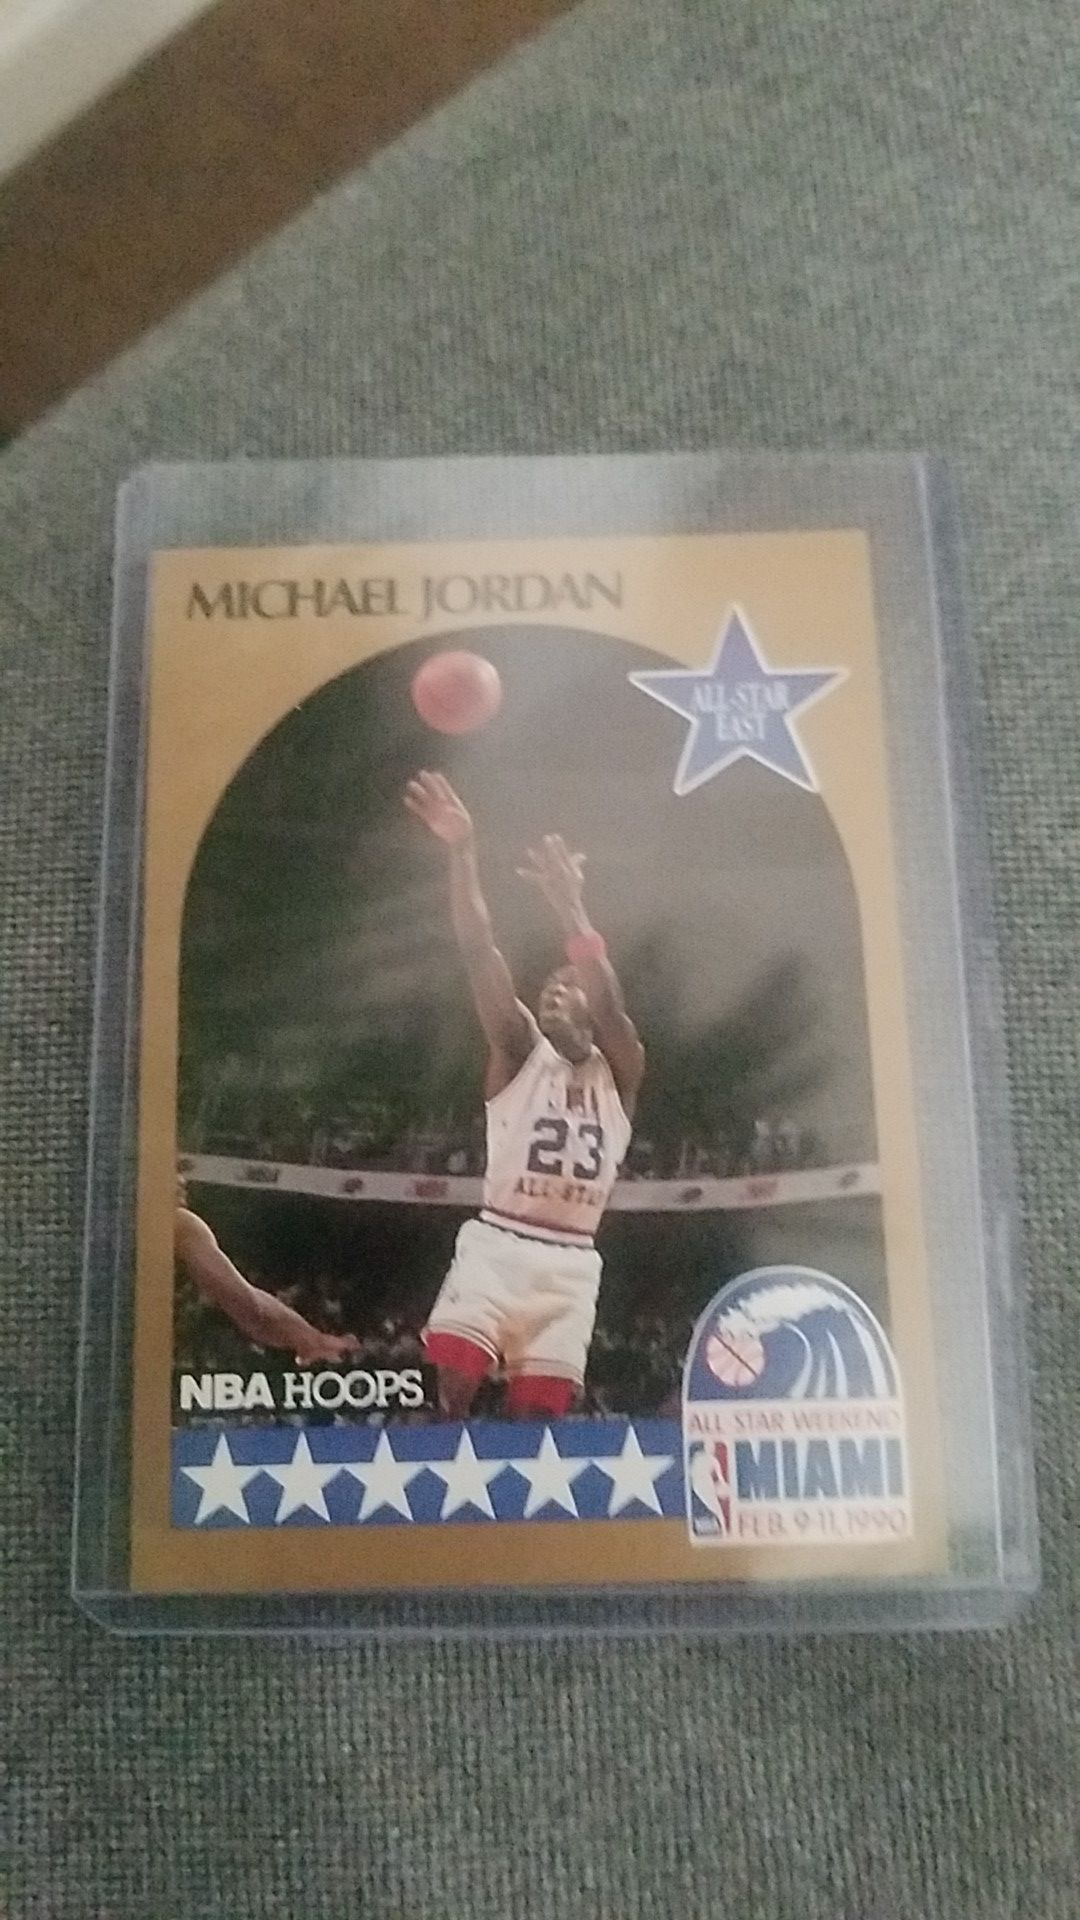 MICHAEL JORDAN
ALL-STAR
EAST
23
ALL-STAR
NBA HOOPS
ALL-STAR WEEKEND
MIAMI
FEB. 9-11, 1990